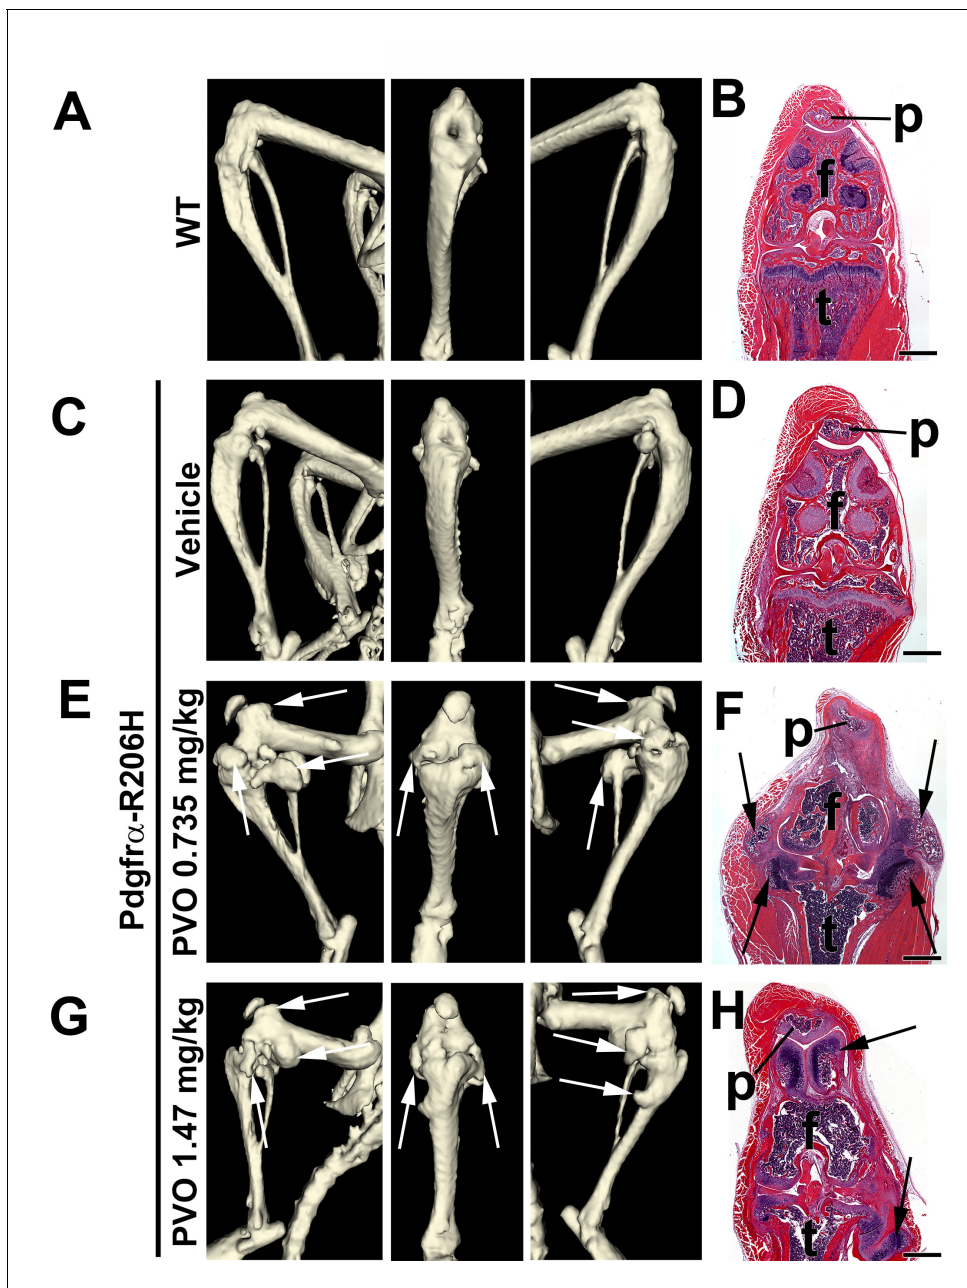 A
WT
B
p
f
t
Pdgfrα-R206H
C
Vehicle
D
p
f
t
E
PVO 0.735 mg/kg
F
p
f
t
G
PVO 1.47 mg/kg
H
p
f
t